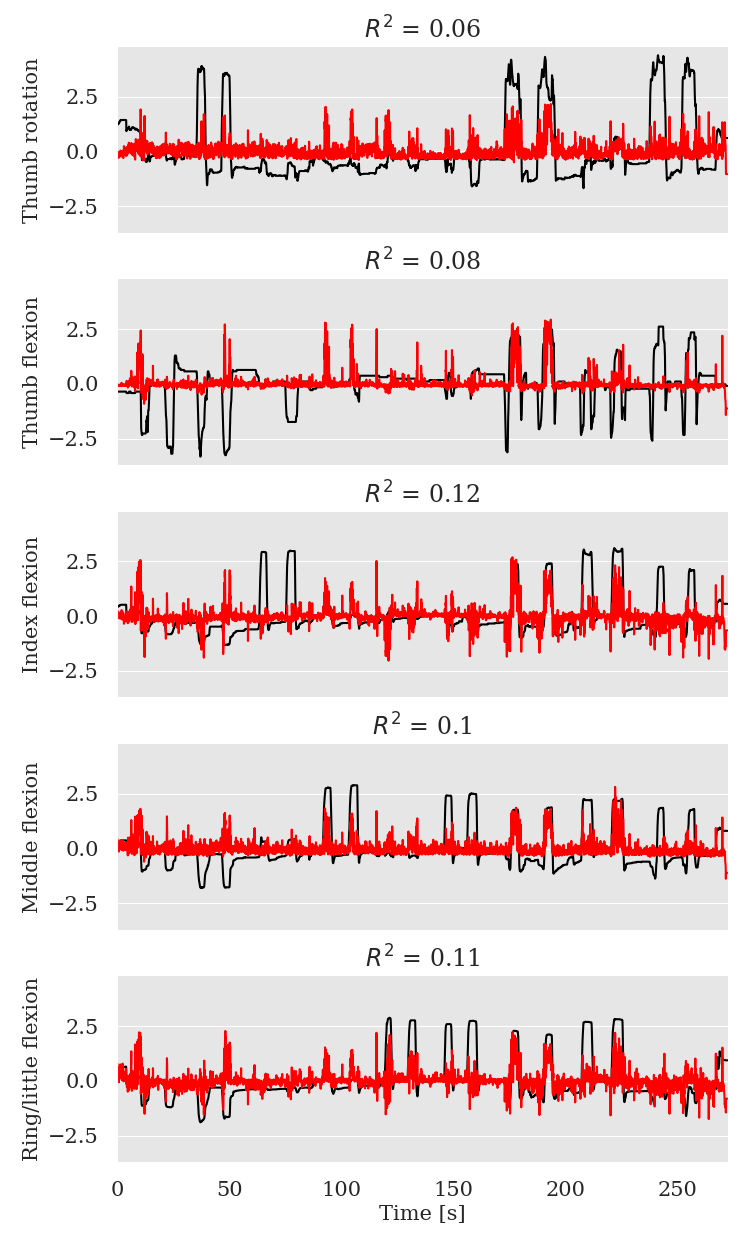 R² = 0.06
Thumb rotation
2.5
0.0
−2.5
R² = 0.08
Thumb flexion
2.5
0.0
−2.5
R² = 0.12
Index flexion
2.5
0.0
−2.5
R² = 0.1
Middle flexion
2.5
0.0
−2.5
R² = 0.11
Ring/little flexion
2.5
0.0
−2.5
0 50 100 150 200 250
Time [s]